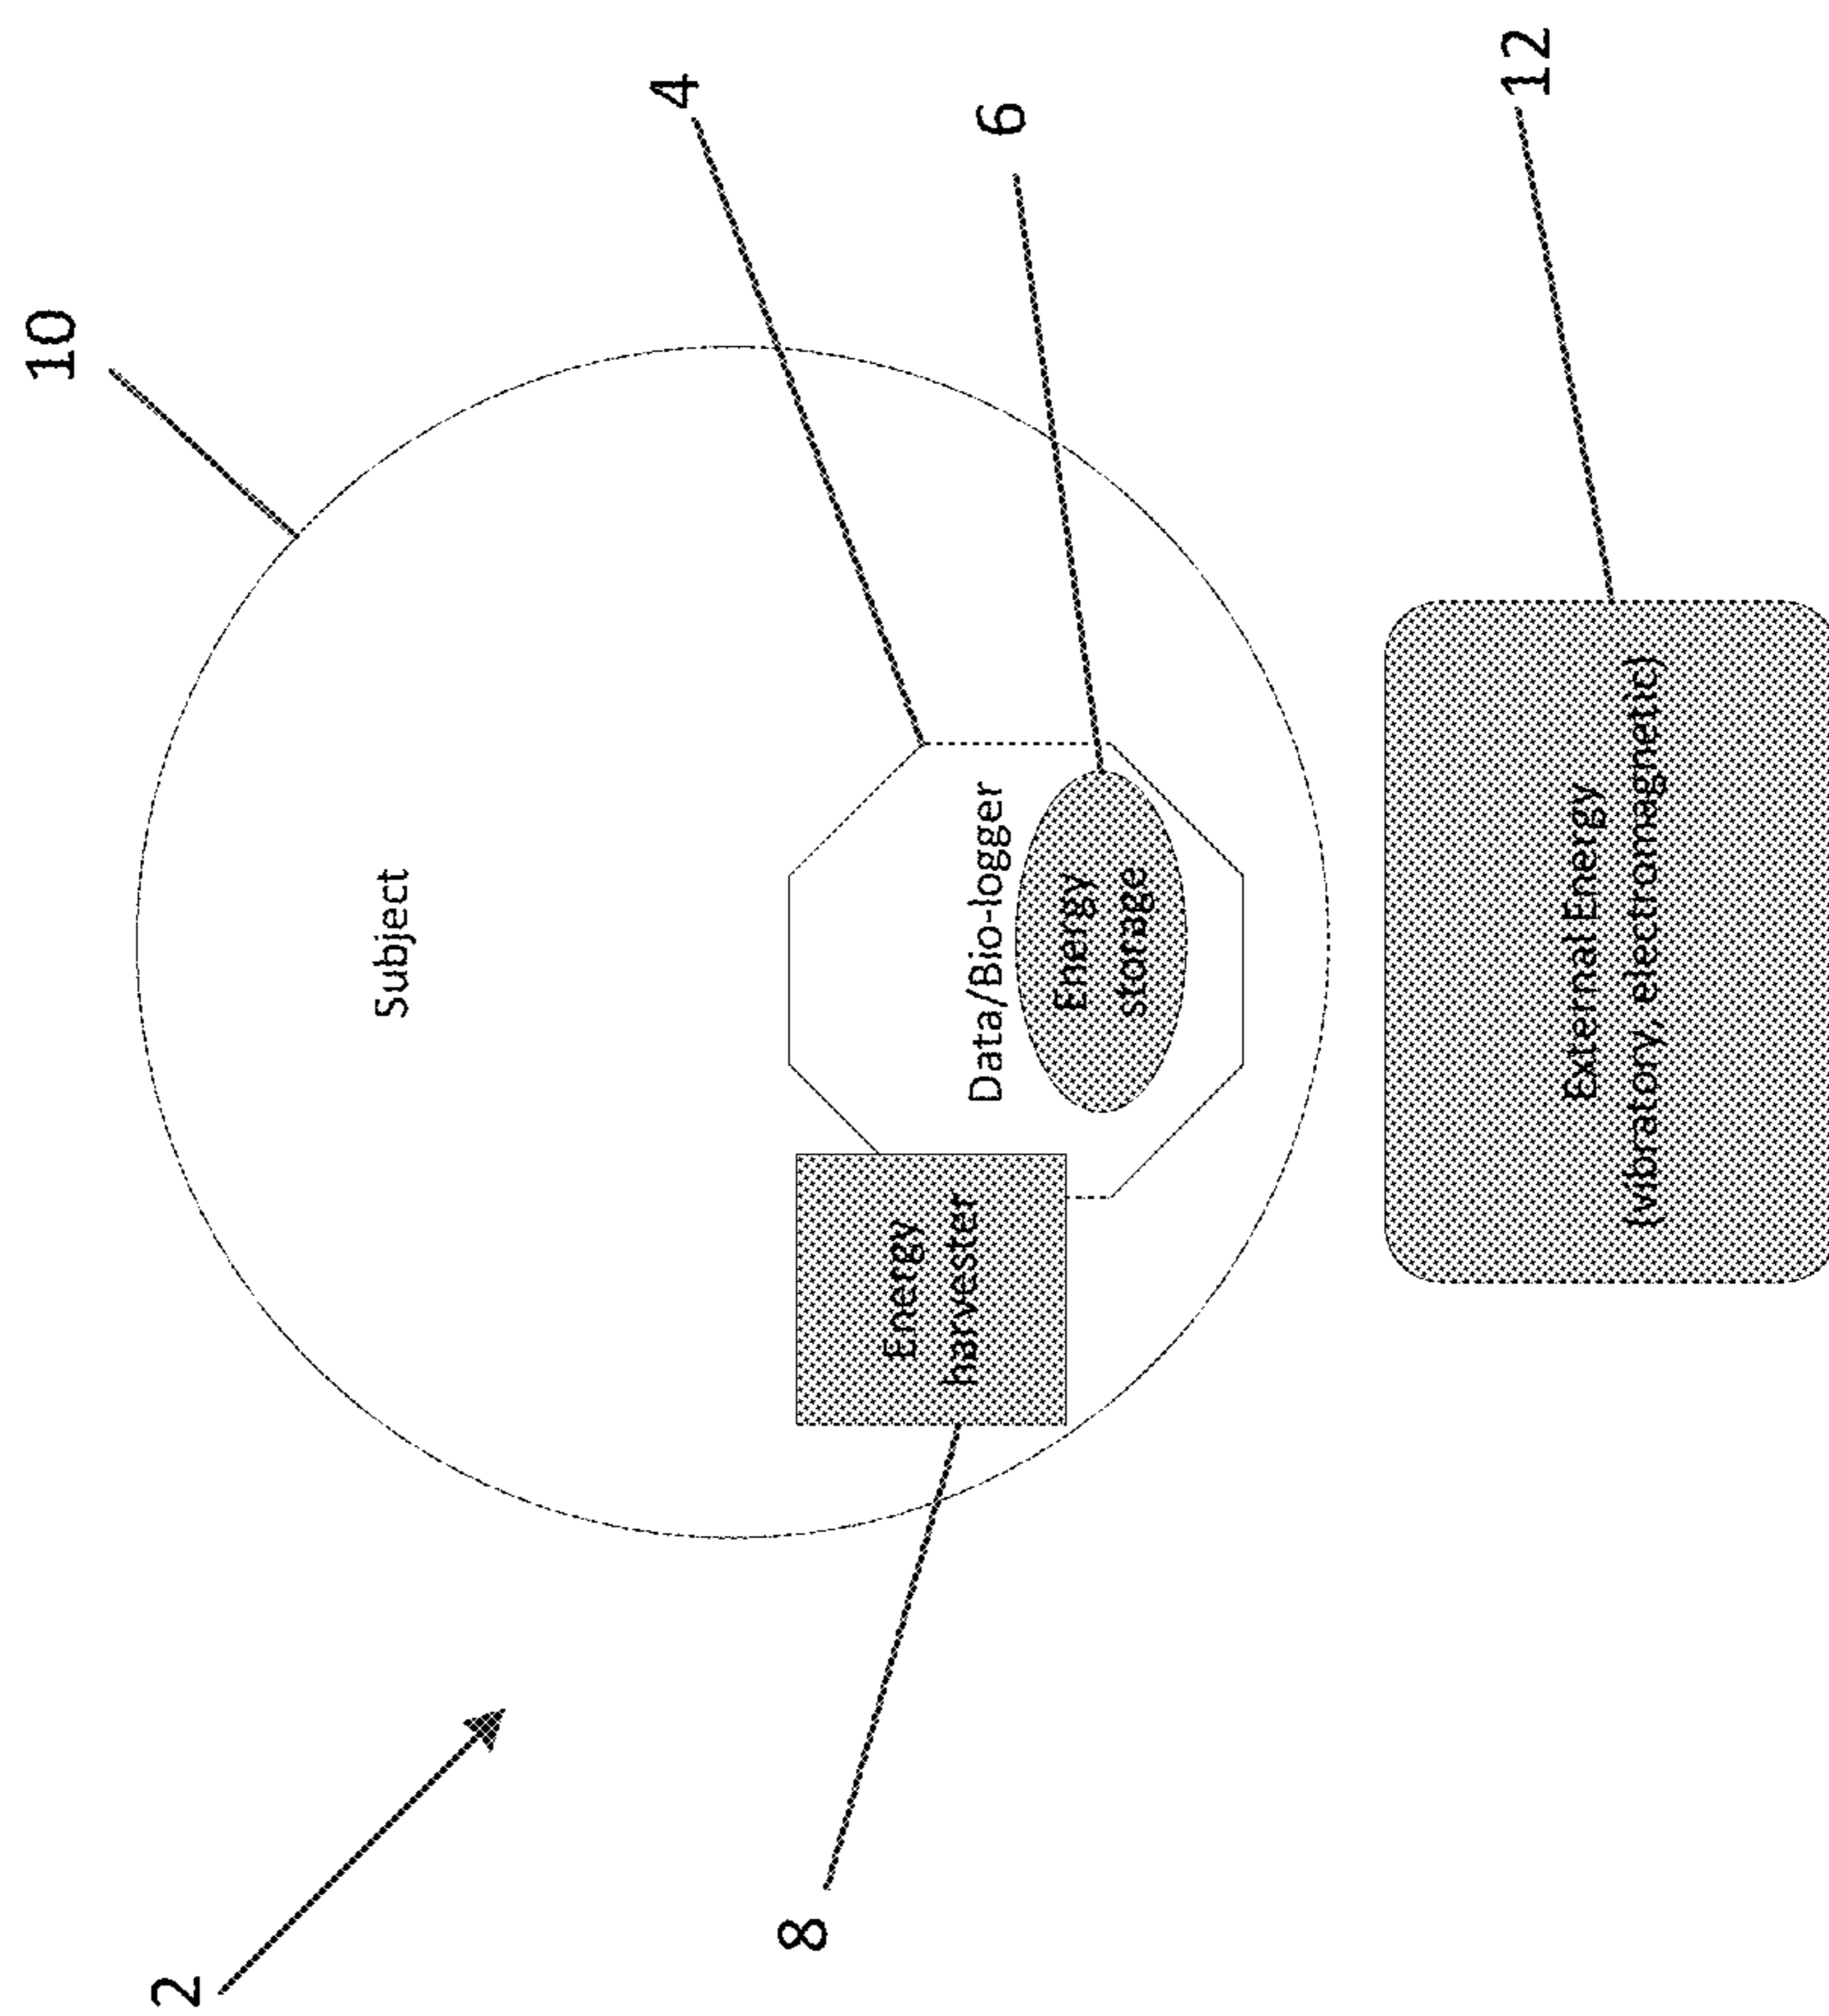 2
10
Subject
4
8
Energy
harvester
Data/Bio-logger
Energy
storage
6
External Energy
(vibratory, electromagnetic)
12